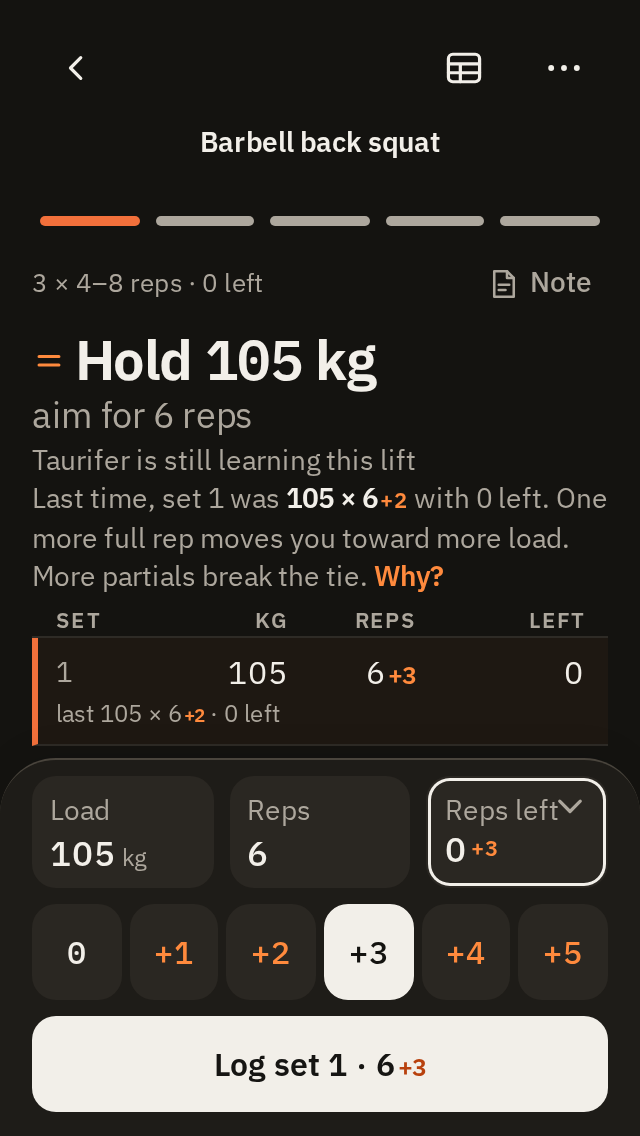 Barbell back squat
3 × 4–8 reps · 0 left
Note
= Hold 105 kg
aim for 6 reps
Taurifer is still learning this lift
Last time, set 1 was 105 × 6+2 with 0 left. One
more full rep moves you toward more load.
More partials break the tie. Why?
SET KG REPS LEFT
1 105 6+3 0
last 105 × 6+2 · 0 left
Load Reps Reps left
105 kg 6 0+3
0 +1 +2 +3 +4 +5
Log set 1 · 6+3